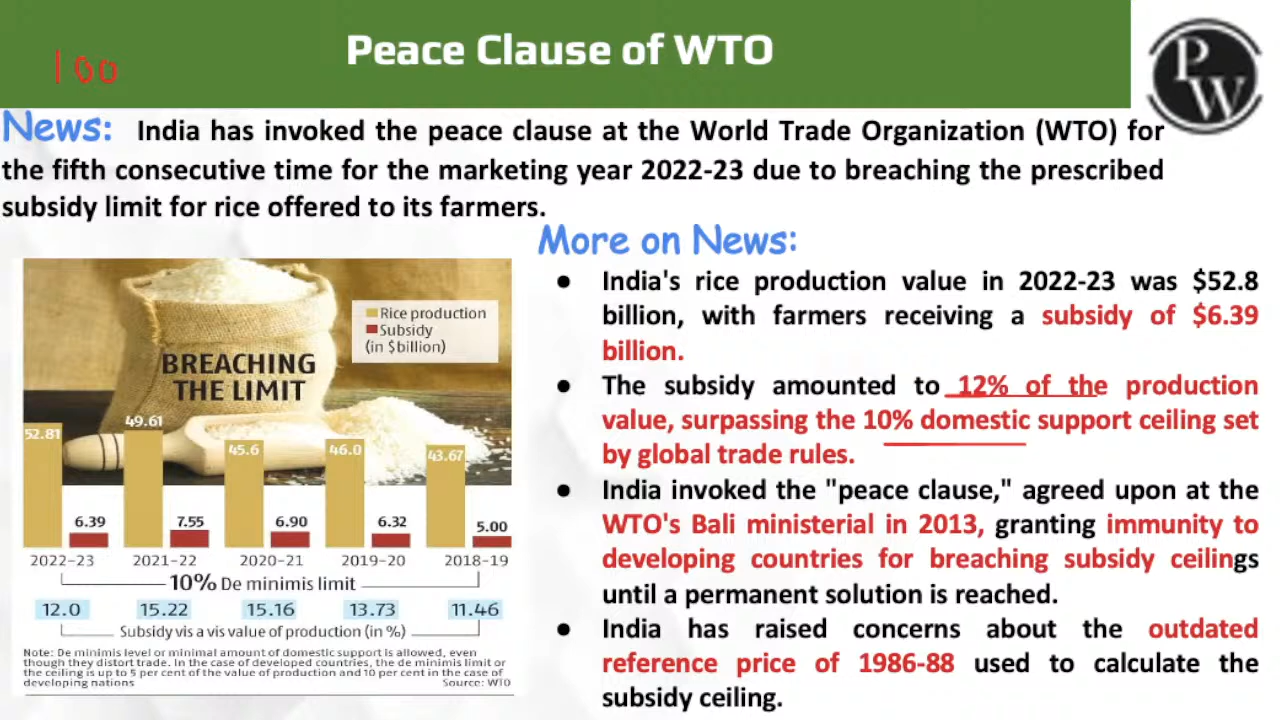 Peace Clause of WTO
100
PW
News: India has invoked the peace clause at the World Trade Organization (WTO) for
the fifth consecutive time for the marketing year 2022-23 due to breaching the prescribed
subsidy limit for rice offered to its farmers.
More on News:
● India's rice production value in 2022-23 was $52.8
billion, with farmers receiving a subsidy of $6.39
billion.
● The subsidy amounted to 12% of the production
value, surpassing the 10% domestic support ceiling set
by global trade rules.
● India invoked the "peace clause," agreed upon at the
WTO's Bali ministerial in 2013, granting immunity to
developing countries for breaching subsidy ceilings
until a permanent solution is reached.
● India has raised concerns about the outdated
reference price of 1986-88 used to calculate the
subsidy ceiling.
Rice production
Subsidy
(in $billion)
BREACHING
THE LIMIT
52.81 49.61 45.6 46.0 43.67
6.39 7.55 6.90 6.32 5.00
2022-23 2021-22 2020-21 2019-20 2018-19
10% De minimis limit
12.0 15.22 15.16 13.73 11.46
Subsidy vis a vis value of production (in %)
Note: De minimis level or minimal amount of domestic support is allowed, even
though they distort trade. In the case of developed countries, the de minimis limit or
the ceiling is up to 5 per cent of the value of production and 10 per cent in the case of
developing nations Source: WTO